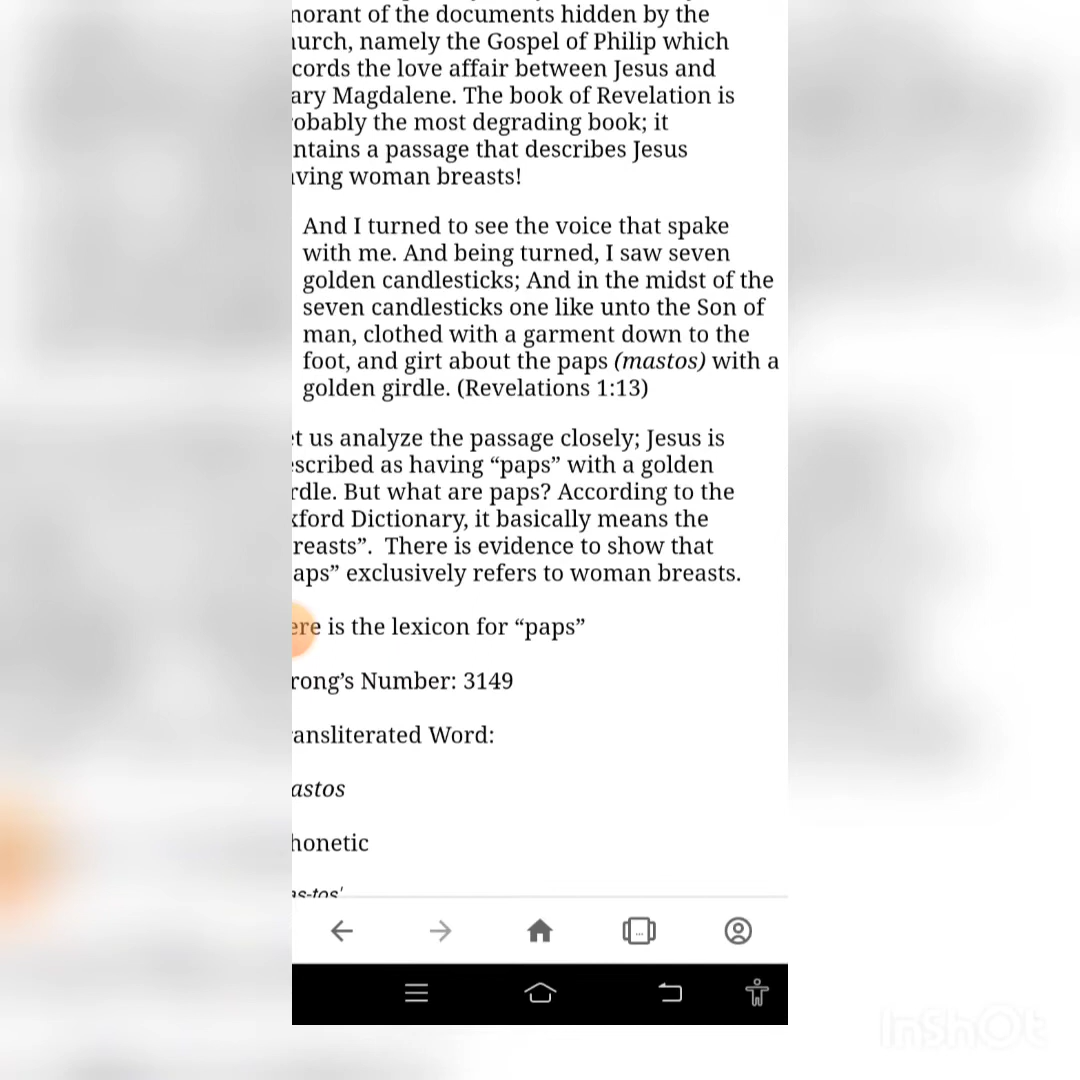 norant of the documents hidden by the
urch, namely the Gospel of Philip which
cords the love affair between Jesus and
ary Magdalene. The book of Revelation is
obably the most degrading book; it
ntains a passage that describes Jesus
ving woman breasts!
And I turned to see the voice that spake
with me. And being turned, I saw seven
golden candlesticks; And in the midst of the
seven candlesticks one like unto the Son of
man, clothed with a garment down to the
foot, and girt about the paps (mastos) with a
golden girdle. (Revelations 1:13)
t us analyze the passage closely; Jesus is
scribed as having “paps” with a golden
rdle. But what are paps? According to the
xford Dictionary, it basically means the
reasts”. There is evidence to show that
aps” exclusively refers to woman breasts.
ere is the lexicon for “paps”
rong’s Number: 3149
ansliterated Word:
astos
honetic
as-tos'
InShOt